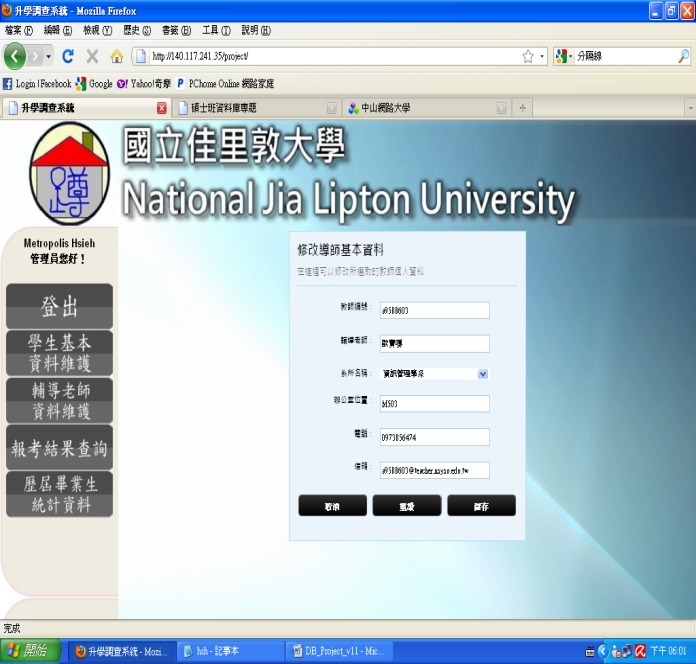 升學調查系統 - Mozilla Firefox
檔案(F) 編輯(E) 檢視(V) 歷史(S) 書籤(B) 工具(T) 說明(H)
http://140.117.241.35/project/
分隔線
Login | Facebook Google Yahoo!奇摩 PChome Online 網路家庭
升學調查系統 碩士班資料庫專題 中山網路大學
國立佳里敦大學
National Jia Lipton University
Metropolis Hsieh
管理員您好！
登出
學生基本
資料維護
輔導老師
資料維護
報考結果查詢
歷屆畢業生
統計資料
修改導師基本資料
在這裡可以修改所選取的教師個人資料
教師編號：
a9588603
輔導老師：
系所名稱： 資訊管理學系
辦公室位置： M503
電話： 0973856474
信箱： a9588603@teacher.nsysu.edu.tw
取消 重設 儲存
完成
開始 升學調查系統 - Mozi... hsh - 記事本 DB_Project_v11 - Mic... 下午 06:01